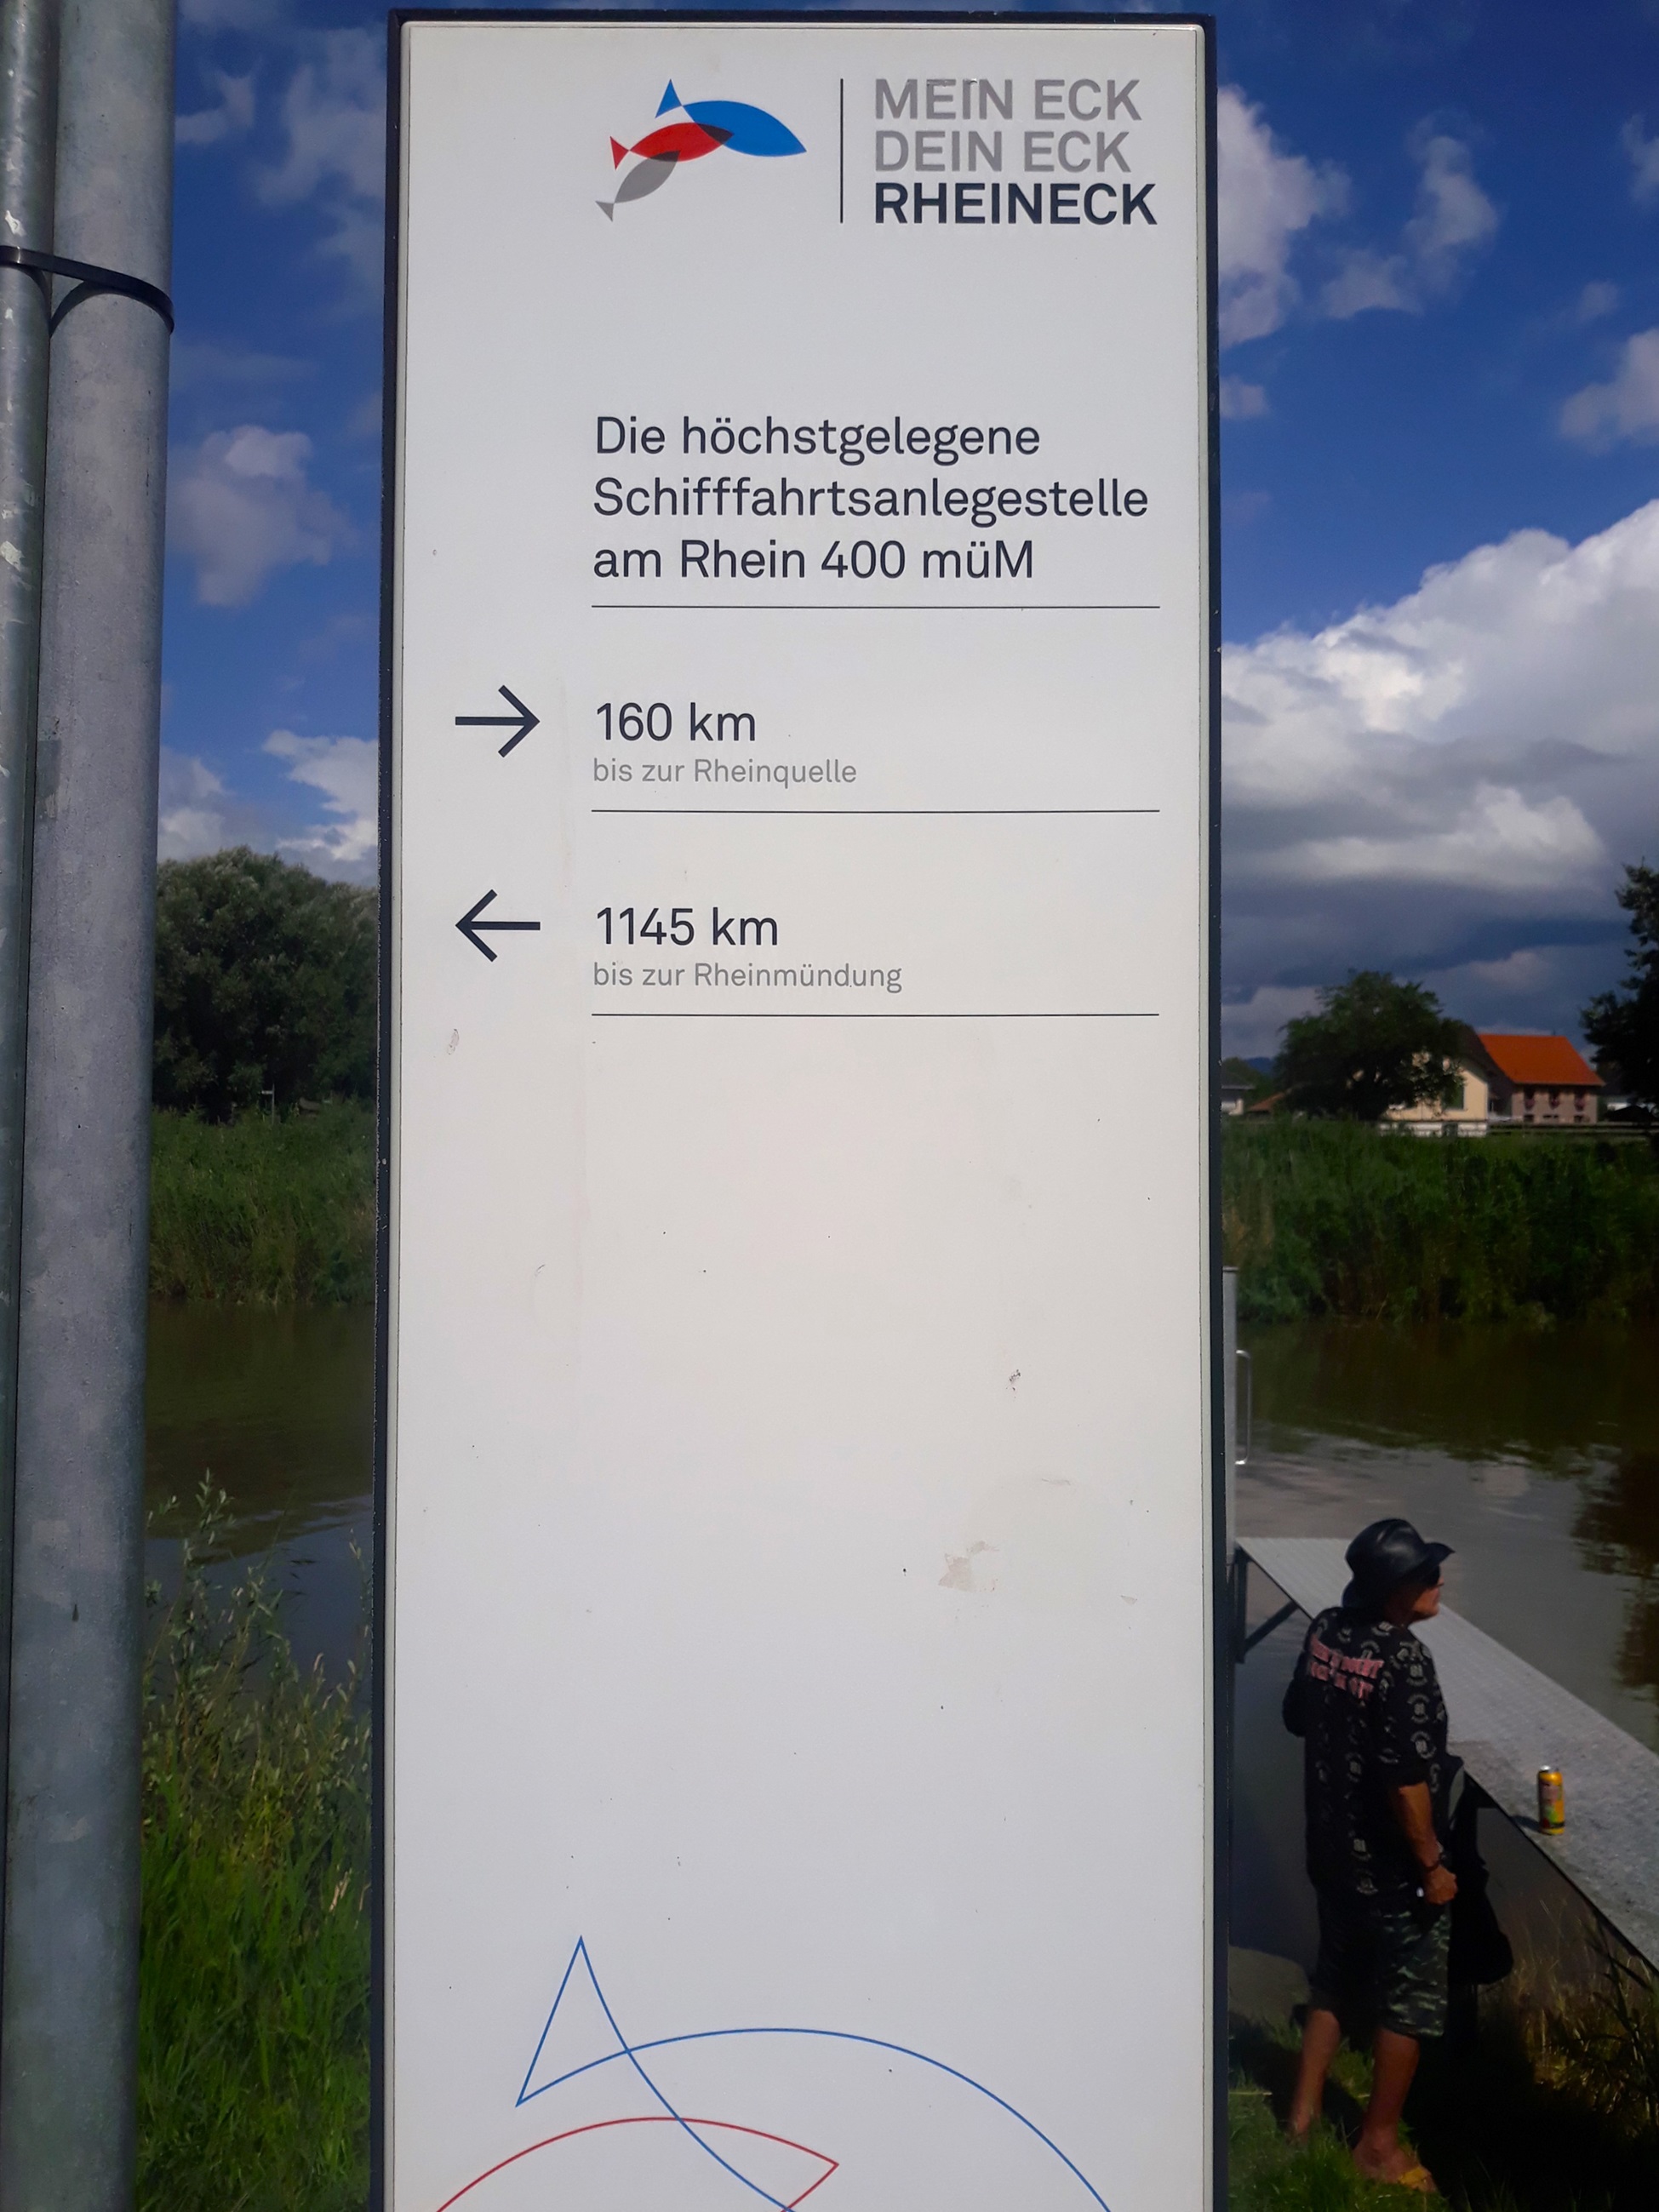 MEIN ECK
DEIN ECK
RHEINECK
Die höchstgelegene
Schifffahrtsanlegestelle
am Rhein 400 müM
160 km
bis zur Rheinquelle
1145 km
bis zur Rheinmündung